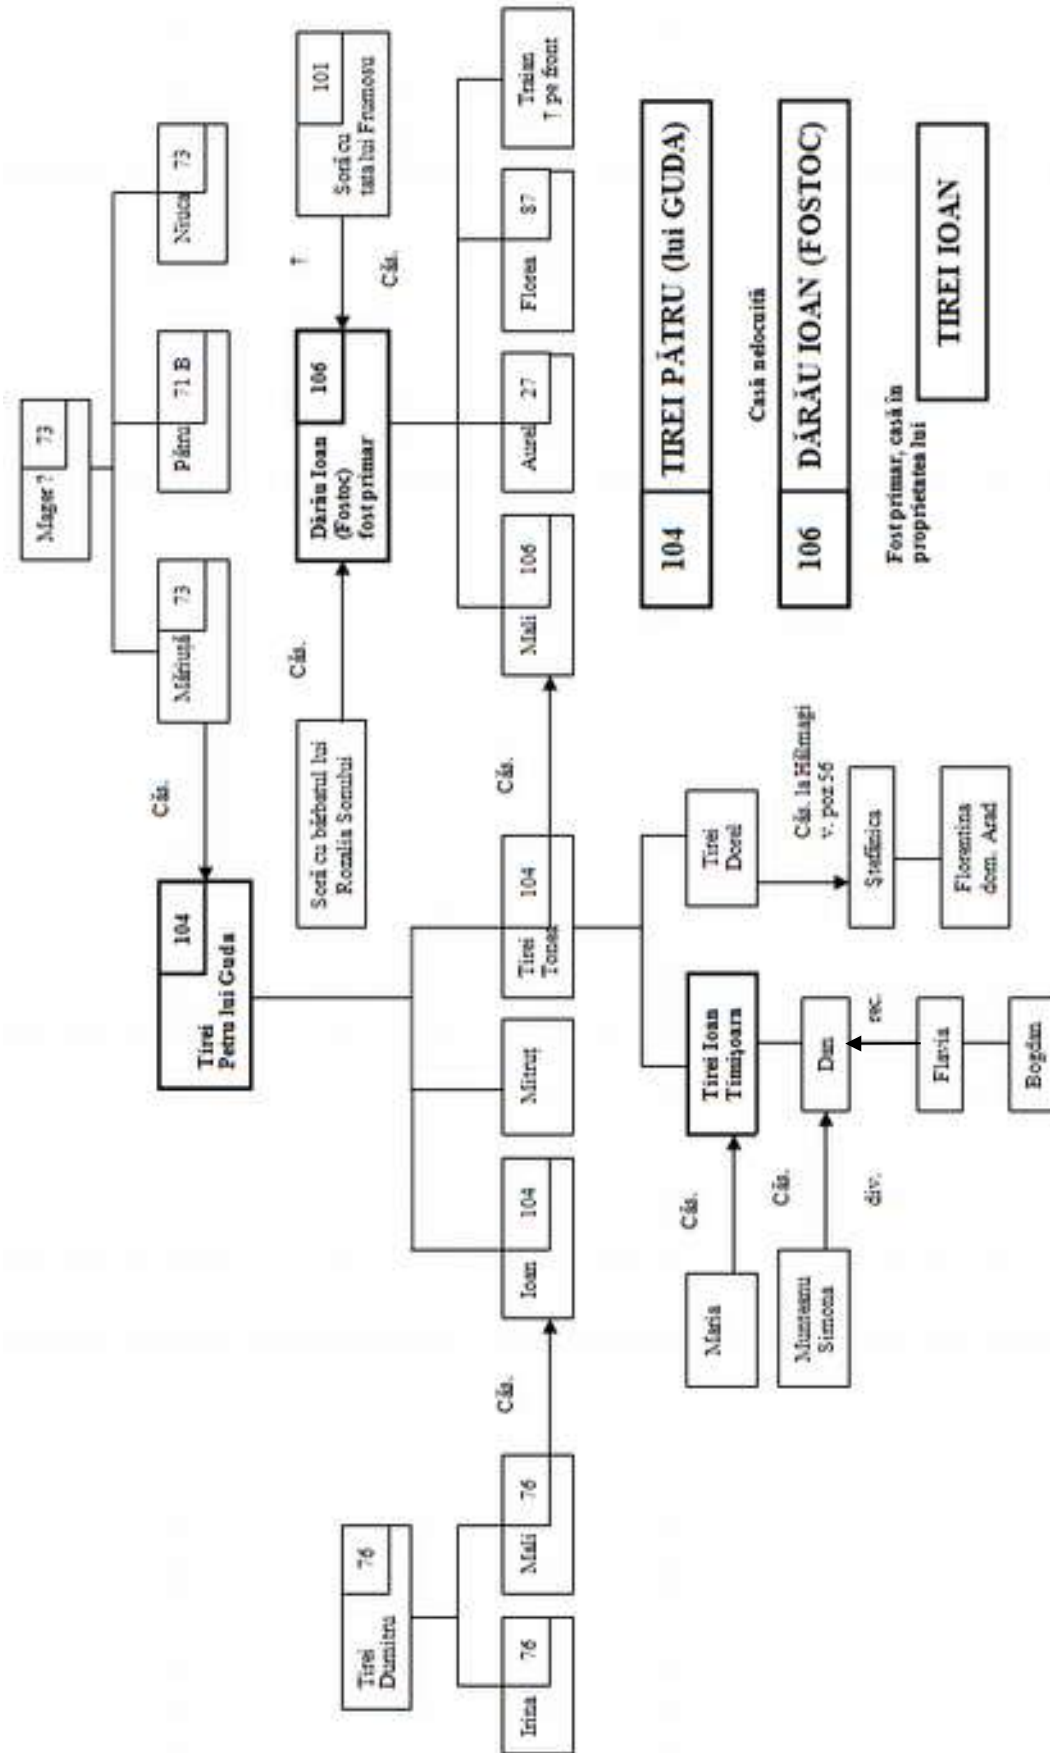 Mager ? 73
104
Tirei
Petru lui Guda
Căs.
Măriuță 73
Pătru 71 B
73
Tirei
Dumitru
76
Soră cu bărbatul lui
Rozalia Sonului
Căs.
106
Dărău Ioan
(Fostoc)
fost primar
†
Căs.
101
Soră cu
tata lui Frumosu
Irina 76
Mali 76
Căs.
Ioan 104
Mitruț
Tirei
Tonea
104
Căs.
Mali 106
Aurel 27
Florea 87
Traian
† pe front
Maria
Căs.
Tirei Ioan
Timișoara
Tirei
Dorel
104 TIREI PĂTRU (lui GUDA)
Casă nelocuită
Munteanu
Simona
Căs.
div.
Dan
rec.
Căs. la Hălmagi
v. poz 56
Ștefănica
106 DĂRĂU IOAN (FOSTOC)
Flavia
Florentina
dom. Arad
Fost primar, casă în
proprietatea lui
TIREI IOAN
Bogdan